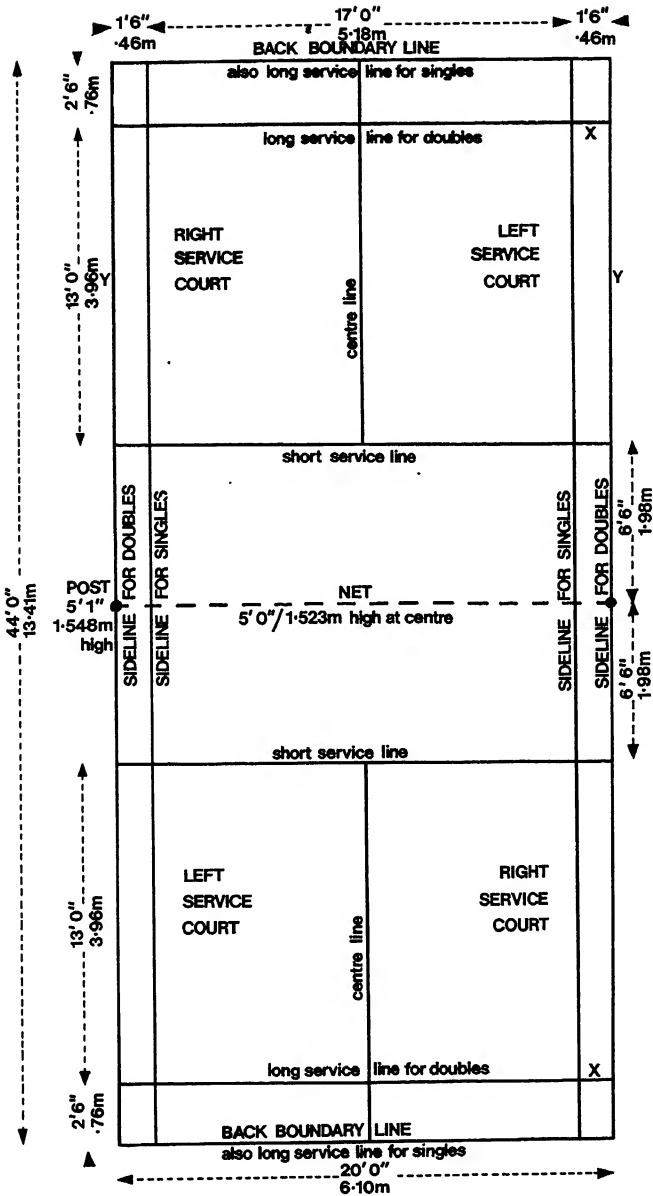 1'6" 17'0" 1'6"
.46m 5.18m .46m
BACK BOUNDARY LINE
also long service line for singles
2'6"
.76m
long service line for doubles
X
RIGHT
SERVICE
COURT
LEFT
SERVICE
COURT
13'0"
3.96m
Y
Y
centre line
short service line
SIDELINE FOR DOUBLES
SIDELINE FOR SINGLES
SIDELINE FOR SINGLES
SIDELINE FOR DOUBLES
6'6"
1.98m
44'0"
13.41m
POST
5'1"
1.548m
high
NET
5'0"/1.523m high at centre
6'6"
1.98m
short service line
LEFT
SERVICE
COURT
RIGHT
SERVICE
COURT
13'0"
3.96m
centre line
long service line for doubles
X
2'6"
.76m
BACK BOUNDARY LINE
also long service line for singles
20'0"
6.10m